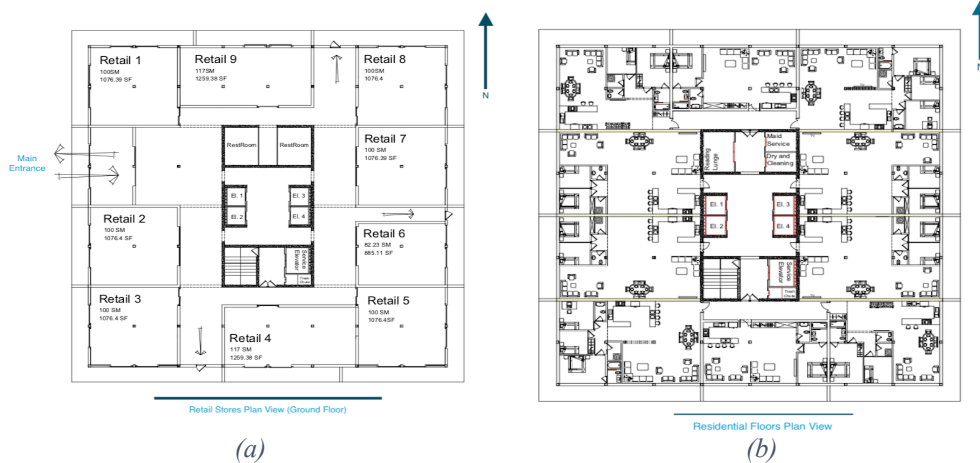 Retail 1
100SM
1076.39 SF
Retail 9
117SM
1259.38 SF
Retail 8
100SM
1076.4
N
RestRoom
RestRoom
Retail 7
100 SM
1076.39 SF
Main
Entrance
El. 1
El. 3
El. 2
El. 4
Retail 2
100 SM
1076.4 SF
Retail 6
82.23 SM
885.11 SF
Service
Elevator
Retail 3
100 SM
1076.4 SF
Retail 4
117 SM
1259.38 SF
Retail 5
100 SM
1076.4SF
Retail Stores Plan View (Ground Floor)
(a)
N
Reading
Lunge
Maid
Service
Dry and
Cleaning
El. 1
El. 3
El. 2
El. 4
Service
Elevator
Residential Floors Plan View
(b)